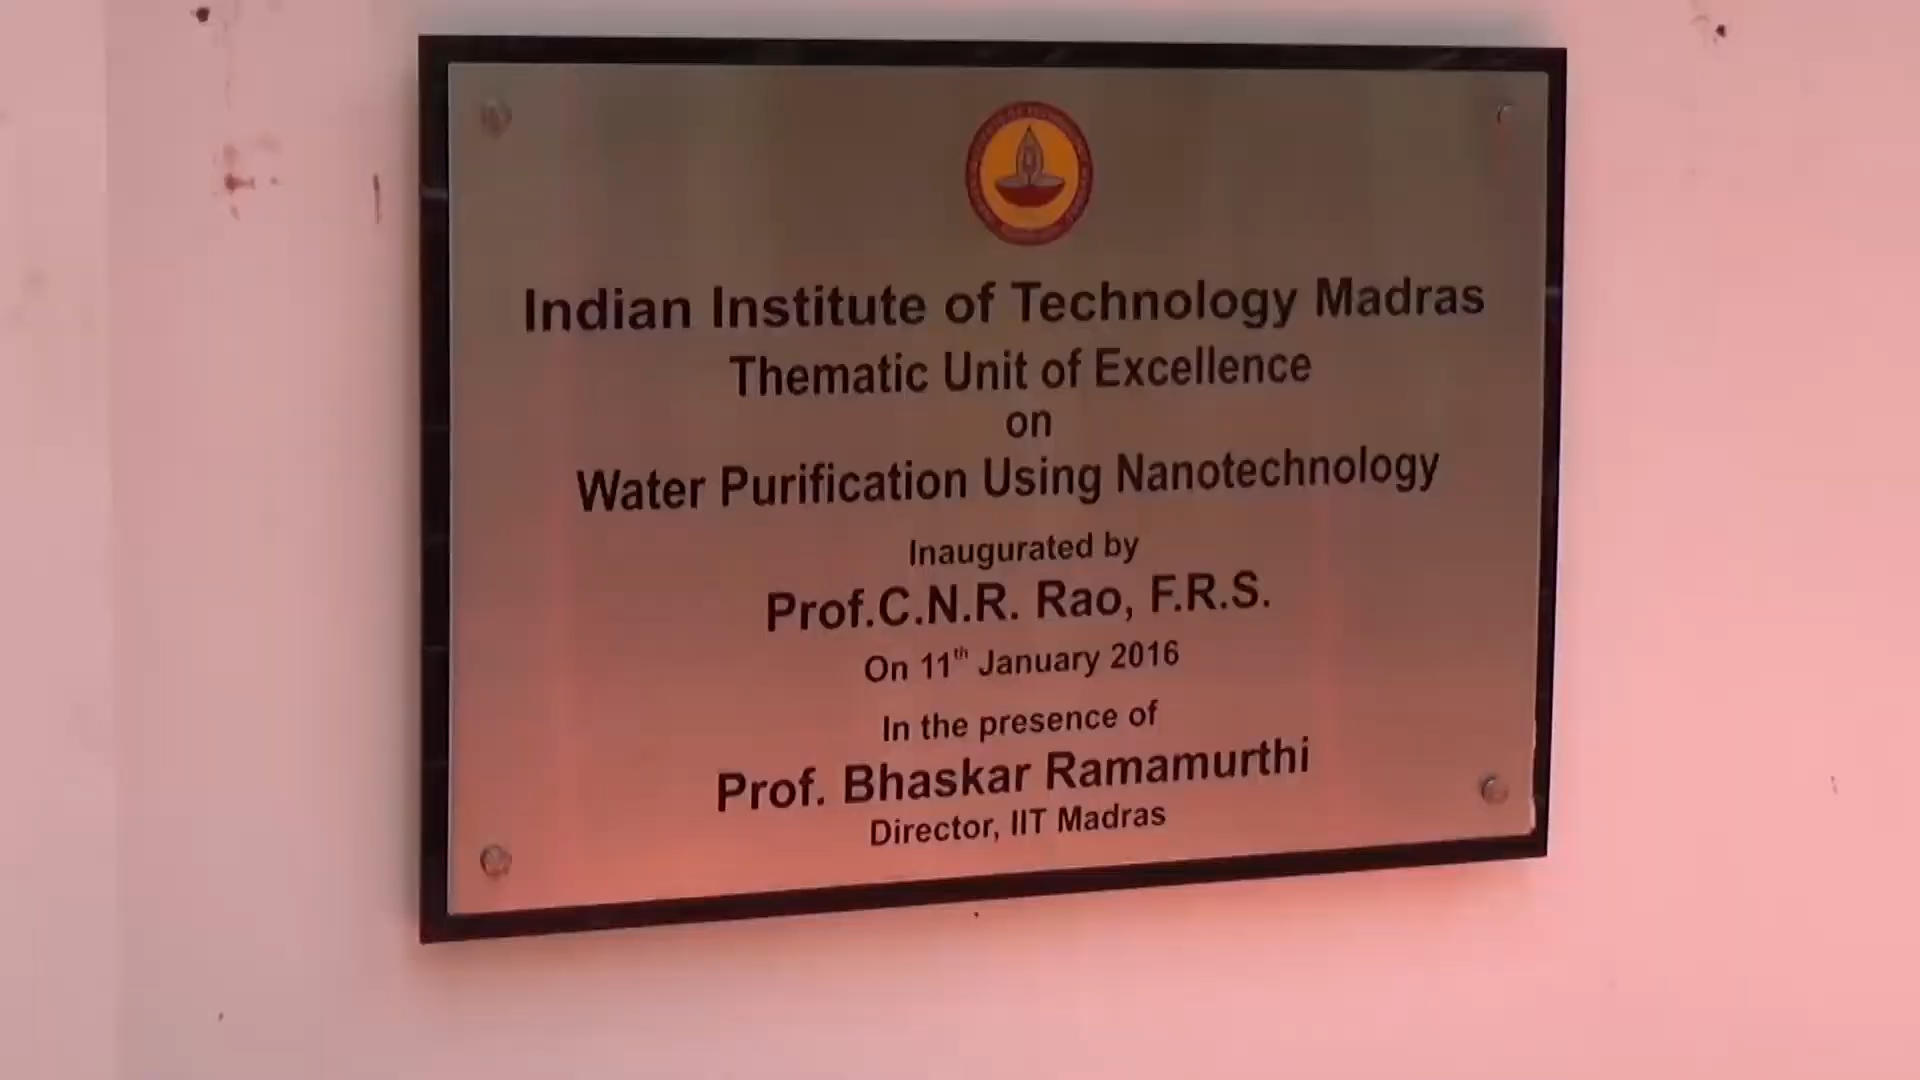 Indian Institute of Technology Madras
Thematic Unit of Excellence
on
Water Purification Using Nanotechnology
Inaugurated by
Prof.C.N.R. Rao, F.R.S.
On 11th January 2016
In the presence of
Prof. Bhaskar Ramamurthi
Director, IIT Madras